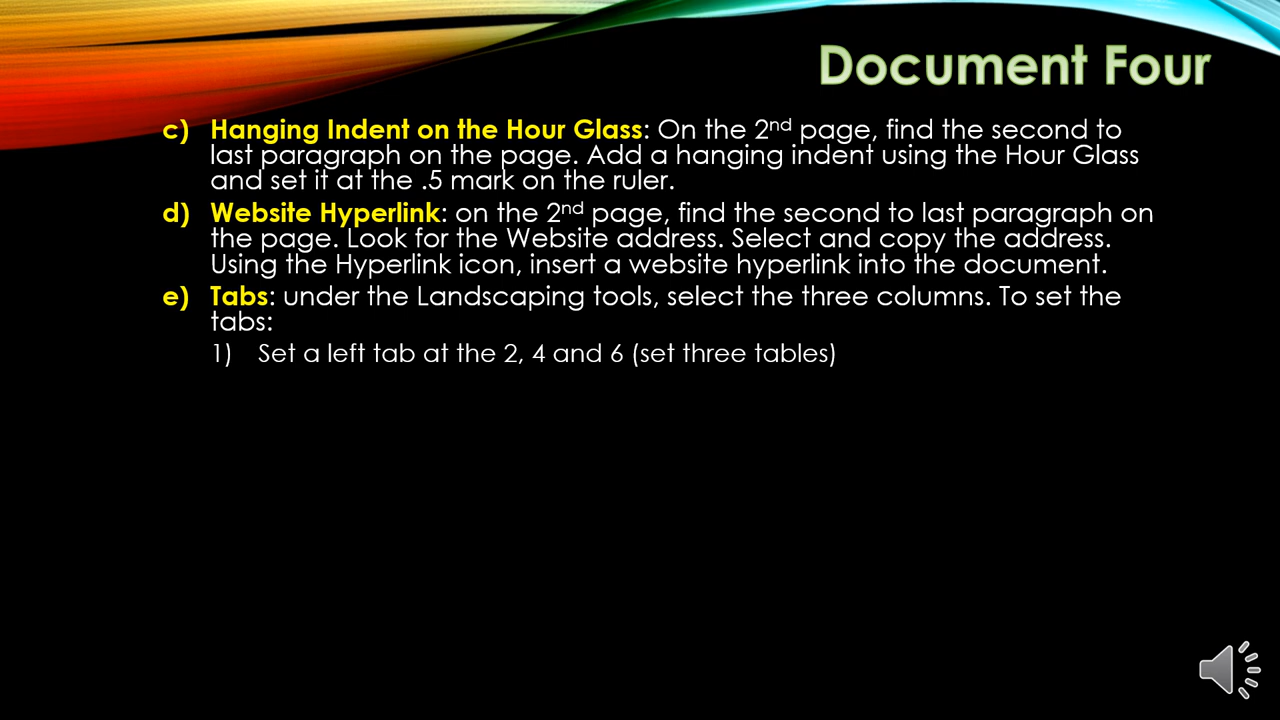 Document Four
c) Hanging Indent on the Hour Glass: On the 2nd page, find the second to
last paragraph on the page. Add a hanging indent using the Hour Glass
and set it at the .5 mark on the ruler.
d) Website Hyperlink: on the 2nd page, find the second to last paragraph on
the page. Look for the Website address. Select and copy the address.
Using the Hyperlink icon, insert a website hyperlink into the document.
e) Tabs: under the Landscaping tools, select the three columns. To set the
tabs:
1) Set a left tab at the 2, 4 and 6 (set three tables)